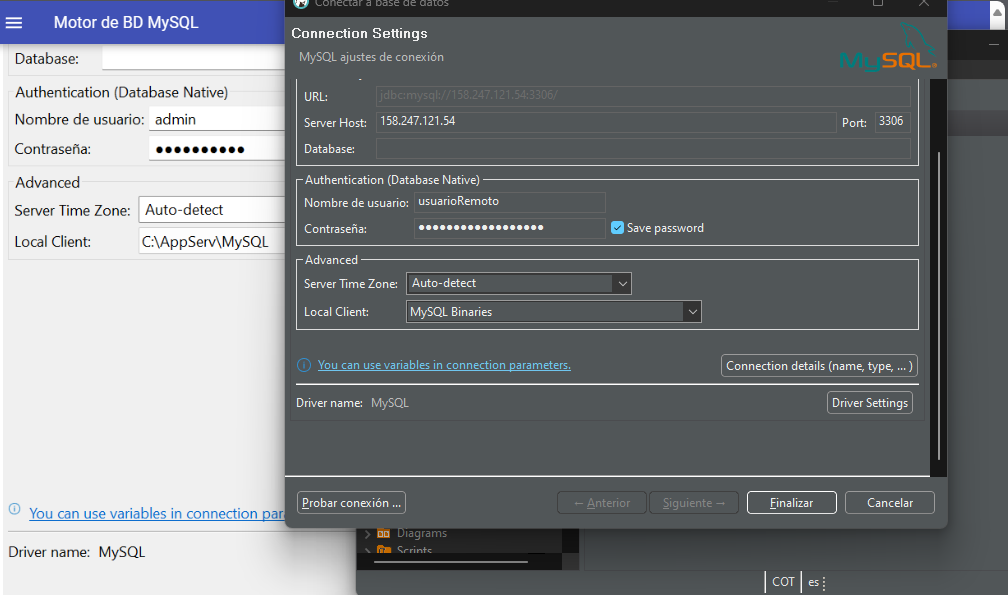 Motor de BD MySQL
Database:
Authentication (Database Native)
Nombre de usuario: admin
Contraseña: ●●●●●●●●●●
Advanced
Server Time Zone: Auto-detect
Local Client: C:\AppServ\MySQL
You can use variables in connection par
Driver name: MySQL
Conectar a base de datos
Connection Settings
MySQL ajustes de conexión
MySQL
URL: jdbc:mysql://158.247.121.54:3306/
Server Host: 158.247.121.54 Port: 3306
Database:
Authentication (Database Native)
Nombre de usuario: usuarioRemoto
Contraseña: ●●●●●●●●●●●●●●●●● Save password
Advanced
Server Time Zone: Auto-detect
Local Client: MySQL Binaries
You can use variables in connection parameters.
Connection details (name, type, ... )
Driver name: MySQL
Driver Settings
Probar conexión ... ← Anterior Siguiente → Finalizar Cancelar
Diagrams
Scripts
COT es